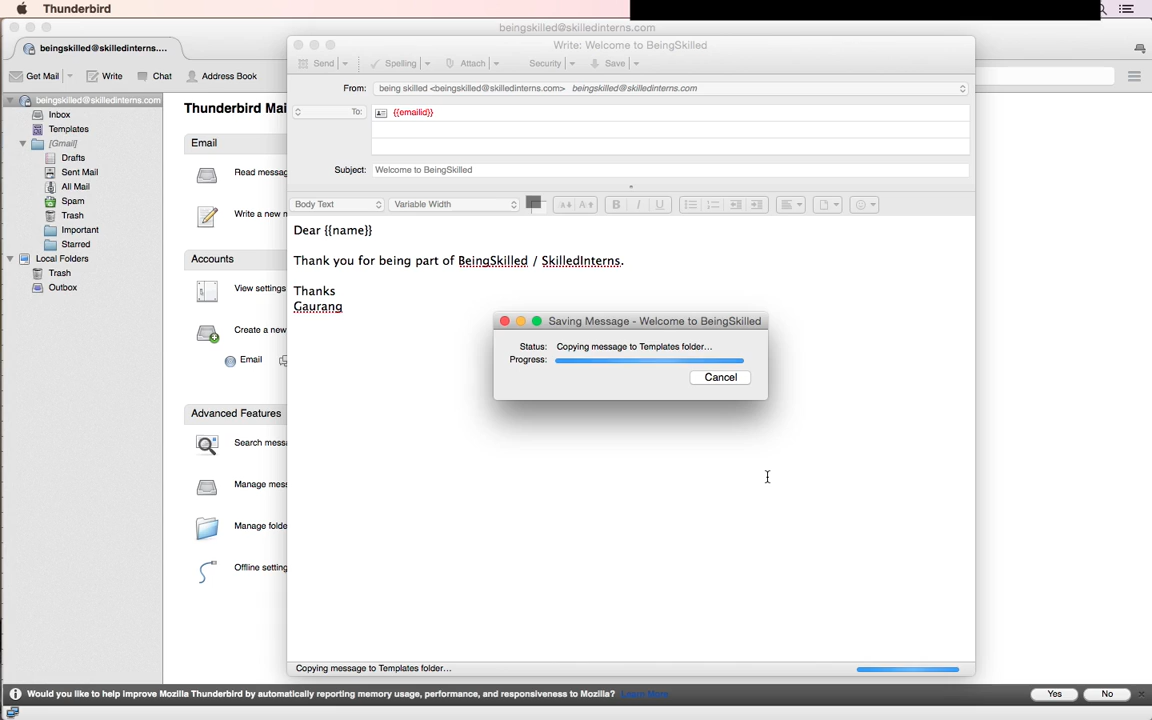 Thunderbird
beingskilled@skilledinterns.com
beingskilled@skilledinterns.com....
Write: Welcome to BeingSkilled
Get Mail Write Chat Address Book
Send Spelling Attach Security Save
From: being skilled <beingskilled@skilledinterns.com> beingskilled@skilledinterns.com
To: {{emailid}}
Subject: Welcome to BeingSkilled
Body Text Variable Width
beingskilled@skilledinterns.com
Inbox
Templates
[Gmail]
Drafts
Sent Mail
All Mail
Spam
Trash
Important
Starred
Local Folders
Trash
Outbox
Thunderbird Mai
Email
Read messa
Write a new m
Accounts
View settings
Create a new
Email
Advanced Features
Search messa
Manage mess
Manage folde
Offline setting
Dear {{name}}
Thank you for being part of BeingSkilled / SkilledInterns.
Thanks
Gaurang
Saving Message - Welcome to BeingSkilled
Status: Copying message to Templates folder...
Progress:
Cancel
Copying message to Templates folder...
Would you like to help improve Mozilla Thunderbird by automatically reporting memory usage, performance, and responsiveness to Mozilla? Learn More
Yes No